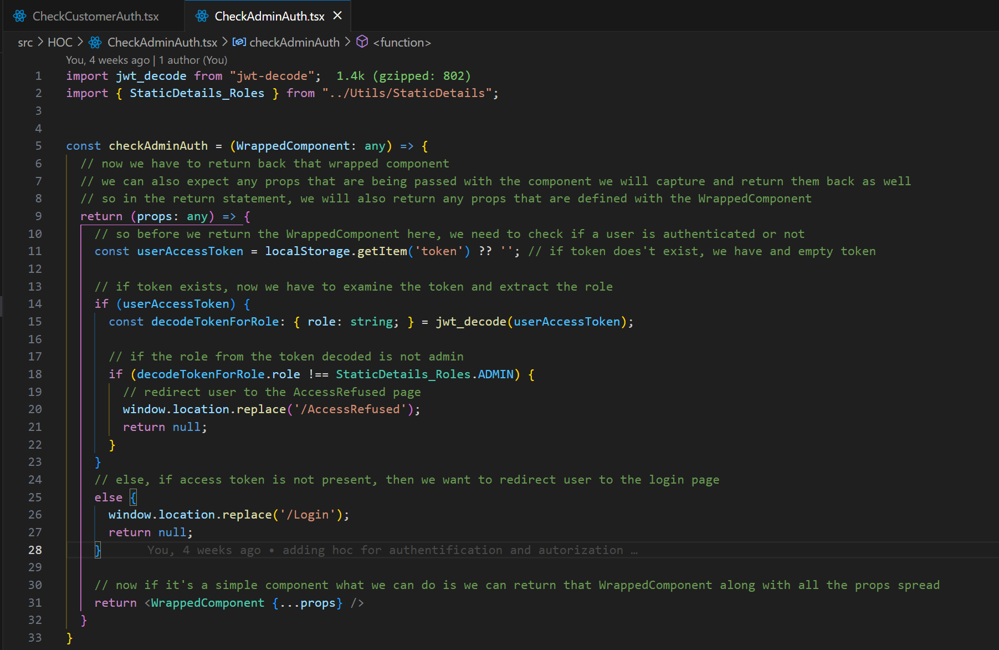 CheckCustomerAuth.tsx CheckAdminAuth.tsx ×
src > HOC > CheckAdminAuth.tsx > checkAdminAuth > <function>
You, 4 weeks ago | 1 author (You)
1 import jwt_decode from "jwt-decode"; 1.4k (gzipped: 802)
2 import { StaticDetails_Roles } from "../Utils/StaticDetails";
3
4
5 const checkAdminAuth = (WrappedComponent: any) => {
6 // now we have to return back that wrapped component
7 // we can also expect any props that are being passed with the component we will capture and return them back as well
8 // so in the return statement, we will also return any props that are defined with the WrappedComponent
9 return (props: any) => {
10 // so before we return the WrappedComponent here, we need to check if a user is authenticated or not
11 const userAccessToken = localStorage.getItem('token') ?? ''; // if token does't exist, we have and empty token
12
13 // if token exists, now we have to examine the token and extract the role
14 if (userAccessToken) {
15 const decodeTokenForRole: { role: string; } = jwt_decode(userAccessToken);
16
17 // if the role from the token decoded is not admin
18 if (decodeTokenForRole.role !== StaticDetails_Roles.ADMIN) {
19 // redirect user to the AccessRefused page
20 window.location.replace('/AccessRefused');
21 return null;
22 }
23 }
24 // else, if access token is not present, then we want to redirect user to the login page
25 else {
26 window.location.replace('/Login');
27 return null;
28 } You, 4 weeks ago • adding hoc for authentification and autorization …
29
30 // now if it's a simple component what we can do is we can return that WrappedComponent along with all the props spread
31 return <WrappedComponent {...props} />
32 }
33 }